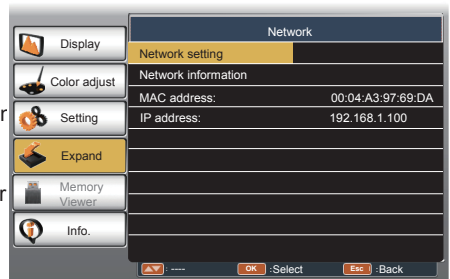 Network
Display
Network setting
Color adjust
Network information
MAC address: 00:04:A3:97:69:DA
r
Setting
IP address: 192.168.1.100
Expand
r
Memory
Viewer
Info.
: ---- OK :Select Esc :Back